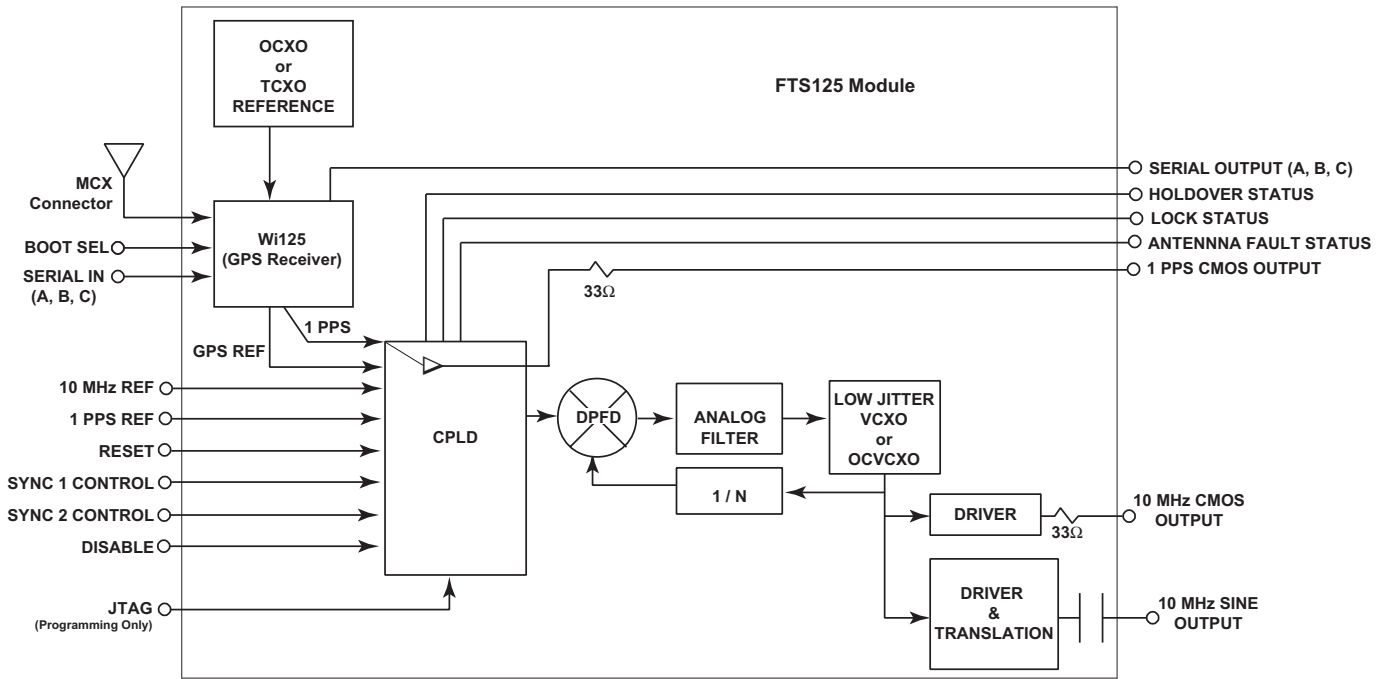 OCXO
or
TCXO
REFERENCE
FTS125 Module
MCX
Connector
BOOT SEL
SERIAL IN
(A, B, C)
Wi125
(GPS Receiver)
SERIAL OUTPUT (A, B, C)
HOLDOVER STATUS
LOCK STATUS
ANTENNNA FAULT STATUS
1 PPS CMOS OUTPUT
33Ω
1 PPS
GPS REF
10 MHz REF
1 PPS REF
RESET
SYNC 1 CONTROL
SYNC 2 CONTROL
DISABLE
JTAG
(Programming Only)
CPLD
DPFD
ANALOG
FILTER
LOW JITTER
VCXO
or
OCVCXO
1 / N
DRIVER
33Ω
10 MHz CMOS
OUTPUT
DRIVER
&
TRANSLATION
10 MHz SINE
OUTPUT